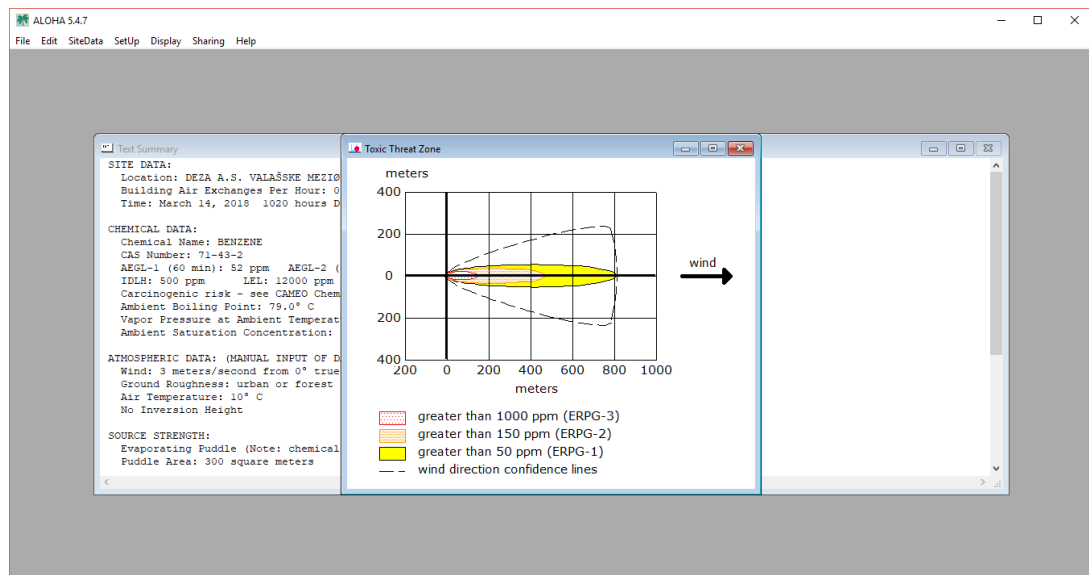 ALOHA 5.4.7
File Edit SiteData SetUp Display Sharing Help
Text Summary
SITE DATA:
Location: DEZA A.S. VALAŠSKE MEZIØ
Building Air Exchanges Per Hour: 0
Time: March 14, 2018 1020 hours D
CHEMICAL DATA:
Chemical Name: BENZENE
CAS Number: 71-43-2
AEGL-1 (60 min): 52 ppm AEGL-2 (
IDLH: 500 ppm LEL: 12000 ppm
Carcinogenic risk - see CAMEO Chem
Ambient Boiling Point: 79.0° C
Vapor Pressure at Ambient Temperat
Ambient Saturation Concentration:
ATMOSPHERIC DATA: (MANUAL INPUT OF D
Wind: 3 meters/second from 0° true
Ground Roughness: urban or forest
Air Temperature: 10° C
No Inversion Height
SOURCE STRENGTH:
Evaporating Puddle (Note: chemical
Puddle Area: 300 square meters
Toxic Threat Zone
meters
400
200
0
200
400
200 0 200 400 600 800 1000
meters
wind
greater than 1000 ppm (ERPG-3)
greater than 150 ppm (ERPG-2)
greater than 50 ppm (ERPG-1)
wind direction confidence lines